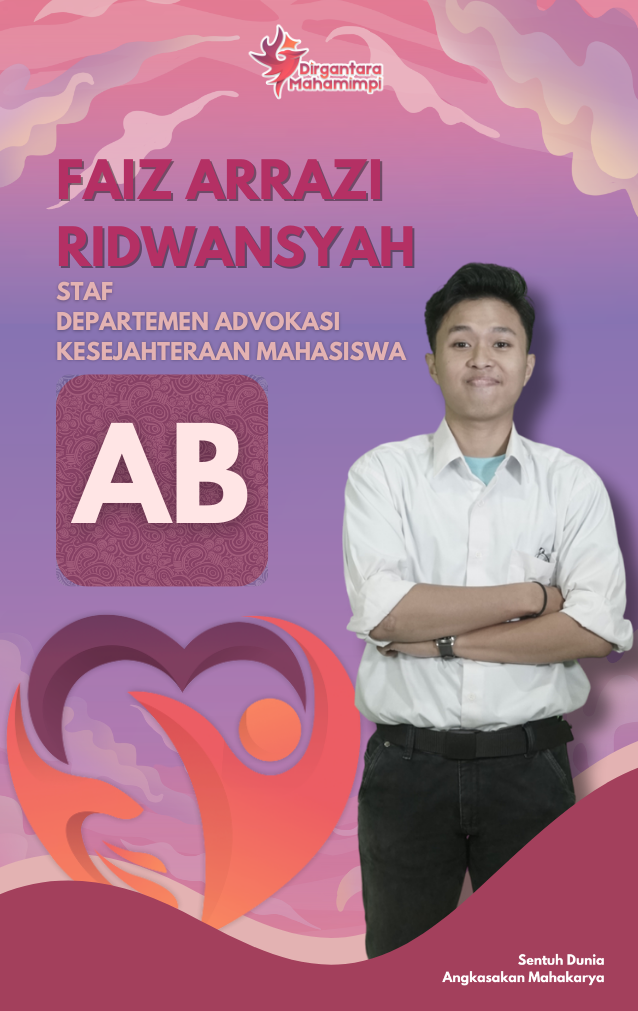 Dirgantara
Mahamimpi
FAIZ ARRAZI
RIDWANSYAH
STAF
DEPARTEMEN ADVOKASI
KESEJAHTERAAN MAHASISWA
AB
Sentuh Dunia
Angkasakan Mahakarya